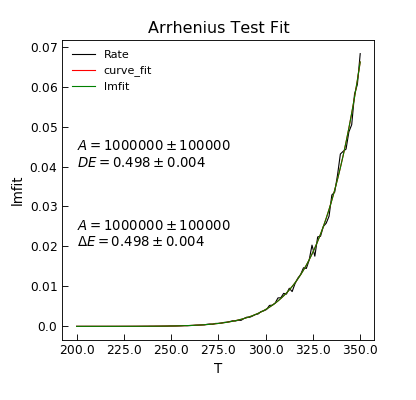 Arrhenius Test Fit
0.07
0.06
0.05
0.04
0.03
0.02
0.01
0.0
lmfit
Rate
curve_fit
lmfit
A = 1000000 ± 100000
DE = 0.498 ± 0.004
A = 1000000 ± 100000
ΔE = 0.498 ± 0.004
200.0 225.0 250.0 275.0 300.0 325.0 350.0
T